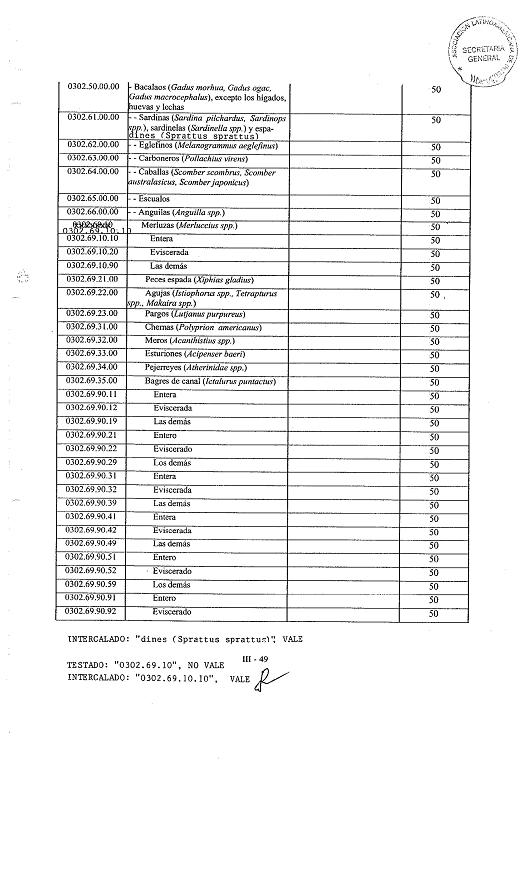 ASOCIACION LATINOAMERICANA DE
SECRETARIA
GENERAL
0302.50.00.00 - Bacalaos (Gadus morhua, Gadus ogac, 50
Gadus macrocephalus), excepto los hígados,
huevas y lechas
0302.61.00.00 - - Sardinas (Sardina pilchardus, Sardinops 50
spp.), sardinelas (Sardinella spp.) y espa-
dines (Sprattus sprattus)
0302.62.00.00 - - Eglefinos (Melanogrammus aeglefinus) 50
0302.63.00.00 - - Carboneros (Pollachius virens) 50
0302.64.00.00 - - Caballas (Scomber scombrus, Scomber 50
australasicus, Scomber japonicus)
0302.65.00.00 - - Escualos 50
0302.66.00.00 - - Anguilas (Anguilla spp.) 50
0302.69.10 Merluzas (Merluccius spp.) 50
0302.69.10.10
0302.69.10.10 Entera 50
0302.69.10.20 Eviscerada 50
0302.69.10.90 Las demás 50
0302.69.21.00 Peces espada (Xiphias gladius) 50
0302.69.22.00 Agujas (Istiophorus spp., Tetrapturus 50
spp., Makaira spp.)
0302.69.23.00 Pargos (Lutjanus purpureus) 50
0302.69.31.00 Chernas (Polyprion americanus) 50
0302.69.32.00 Meros (Acanthistius spp.) 50
0302.69.33.00 Esturiones (Acipenser baeri) 50
0302.69.34.00 Pejerreyes (Atherinidae spp.) 50
0302.69.35.00 Bagres de canal (Ictalurus puntactus) 50
0302.69.90.11 Entera 50
0302.69.90.12 Eviscerada 50
0302.69.90.19 Las demás 50
0302.69.90.21 Entero 50
0302.69.90.22 Eviscerado 50
0302.69.90.29 Los demás 50
0302.69.90.31 Entera 50
0302.69.90.32 Eviscerada 50
0302.69.90.39 Las demás 50
0302.69.90.41 Entera 50
0302.69.90.42 Eviscerada 50
0302.69.90.49 Las demás 50
0302.69.90.51 Entero 50
0302.69.90.52 Eviscerado 50
0302.69.90.59 Los demás 50
0302.69.90.91 Entero 50
0302.69.90.92 Eviscerado 50
INTERCALADO: "dines (Sprattus sprattus)" VALE
III - 49
TESTADO: "0302.69.10", NO VALE
INTERCALADO: "0302.69.10.10", VALE